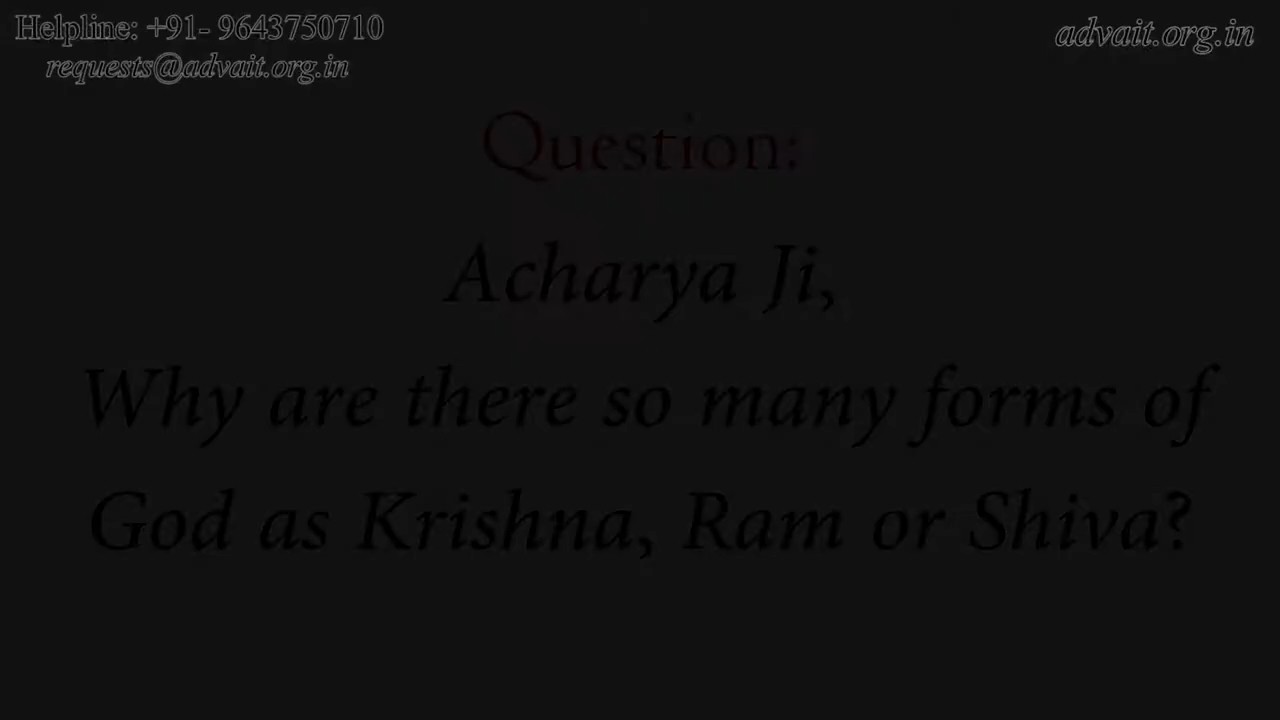 Helpline: +91- 9643750710
requests@advait.org.in
advait.org.in
Question:
Acharya Ji,
Why are there so many forms of
God as Krishna, Ram or Shiva?